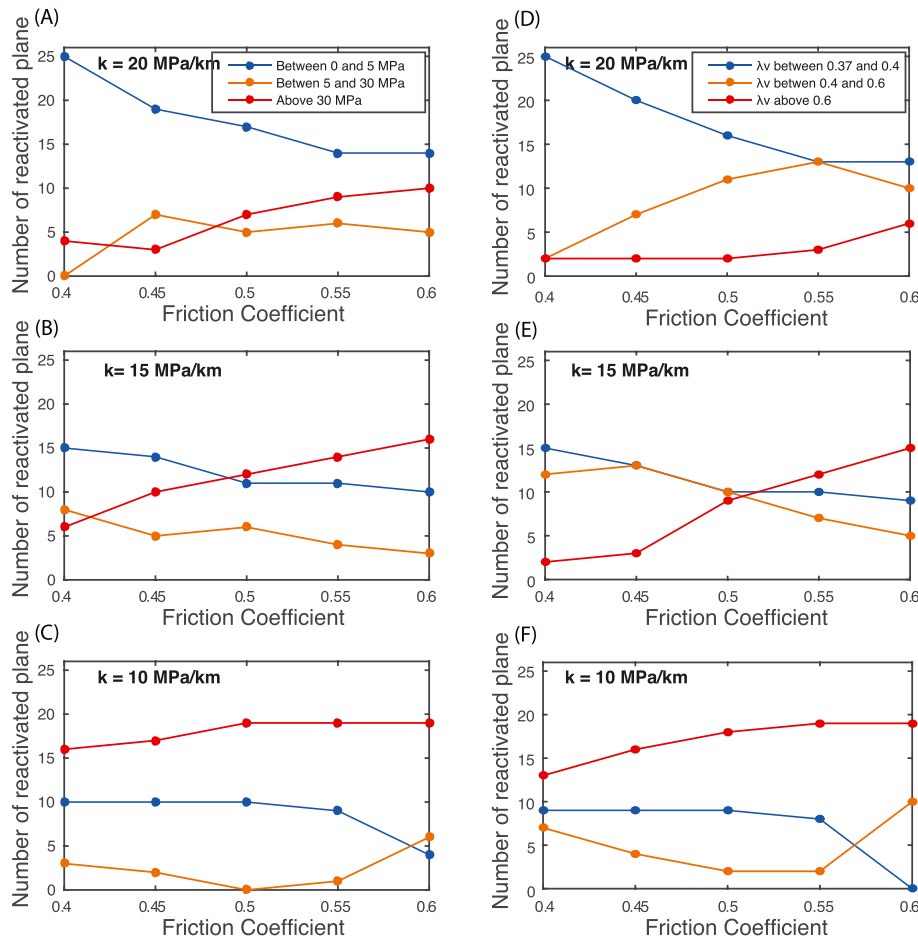 (A)
Number of reactivated plane
25
20
15
10
5
0
k = 20 MPa/km
Between 0 and 5 MPa
Betwen 5 and 30 MPa
Above 30 MPa
0.4 0.45 0.5 0.55 0.6
Friction Coefficient
(D)
Number of reactivated plane
25
20
15
10
5
0
k = 20 MPa/km
λv between 0.37 and 0.4
λv betwen 0.4 and 0.6
λv above 0.6
0.4 0.45 0.5 0.55 0.6
Friction Coefficient
(B)
Number of reactivated plane
25
20
15
10
5
0
k= 15 MPa/km
0.4 0.45 0.5 0.55 0.6
Friction Coefficient
(E)
Number of reactivated plane
25
20
15
10
5
0
k= 15 MPa/km
0.4 0.45 0.5 0.55 0.6
Friction Coefficient
(C)
Number of reactivated plane
25
20
15
10
5
0
k = 10 MPa/km
0.4 0.45 0.5 0.55 0.6
Friction Coefficient
(F)
Number of reactivated plane
25
20
15
10
5
0
k = 10 MPa/km
0.4 0.45 0.5 0.55 0.6
Friction Coefficient